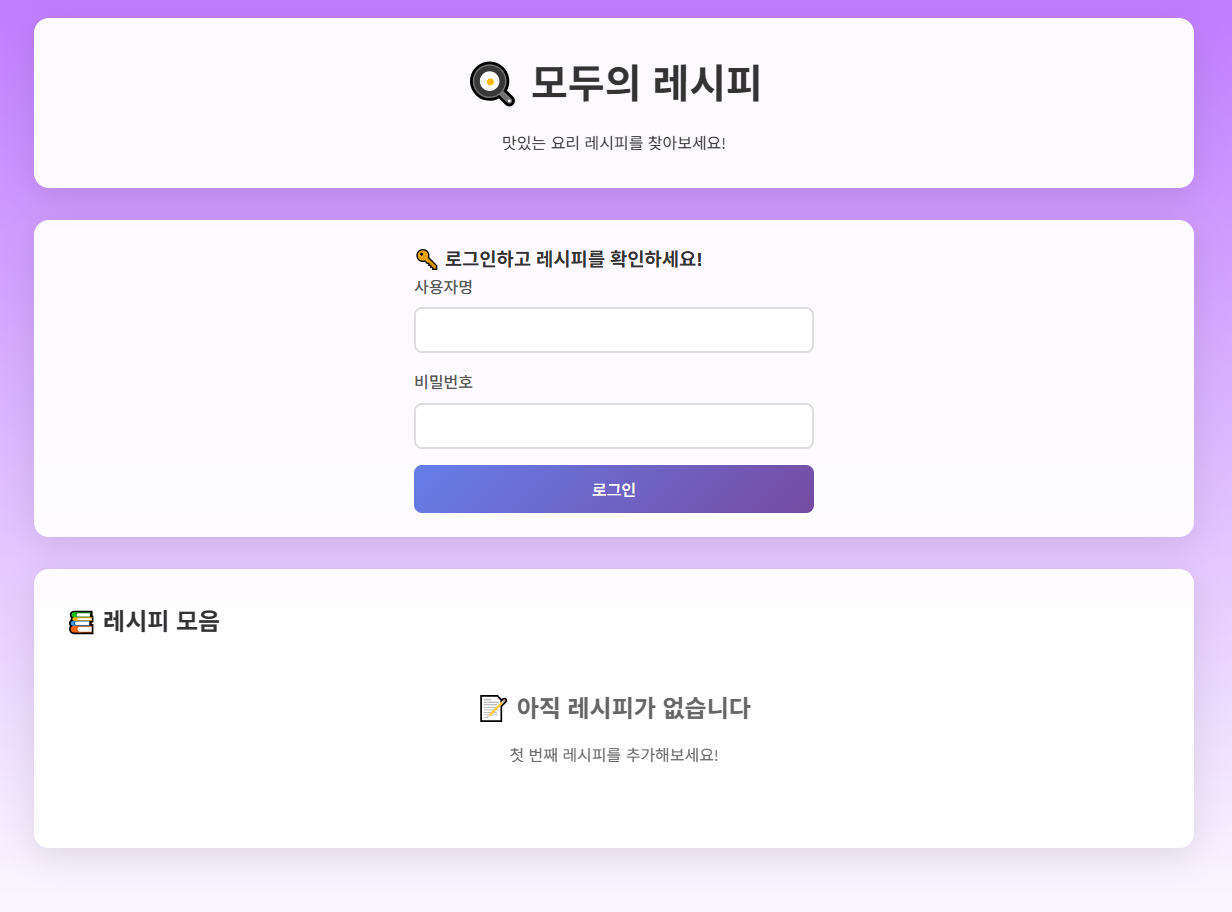 모두의 레시피
맛있는 요리 레시피를 찾아보세요!
로그인하고 레시피를 확인하세요!
사용자명
비밀번호
로그인
레시피 모음
아직 레시피가 없습니다
첫 번째 레시피를 추가해보세요!